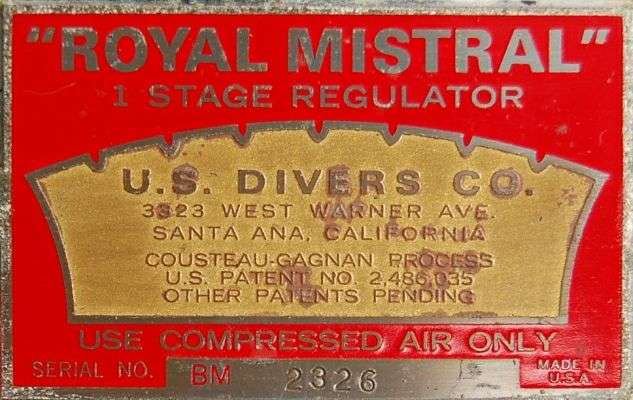 "ROYAL MISTRAL"
1 STAGE REGULATOR
U.S. DIVERS CO.
3323 WEST WARNER AVE.
SANTA ANA, CALIFORNIA
COUSTEAU-GAGNAN PROCESS
U.S. PATENT NO. 2,486,035
OTHER PATENTS PENDING
USE COMPRESSED AIR ONLY
SERIAL NO. BM 2326 MADE IN
U.S.A.